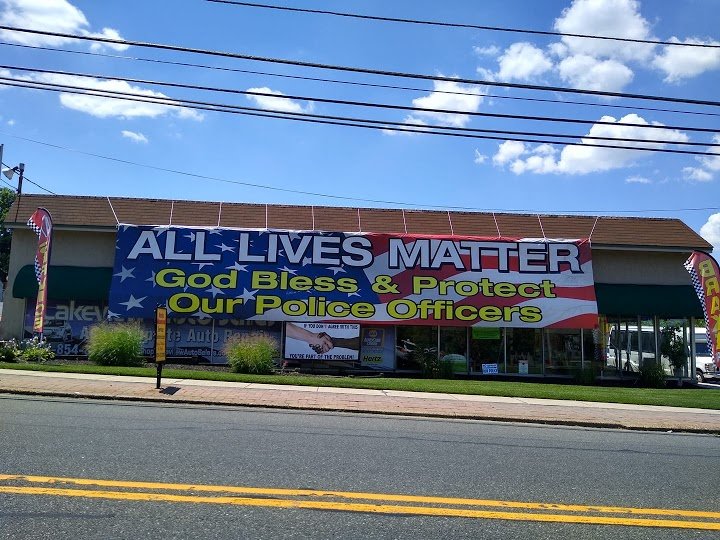 ALL LIVES MATTER
God Bless & Protect
Our Police Officers
IF YOU DON'T AGREE WITH THIS
YOU'RE PART OF THE PROBLEM!
Hertz